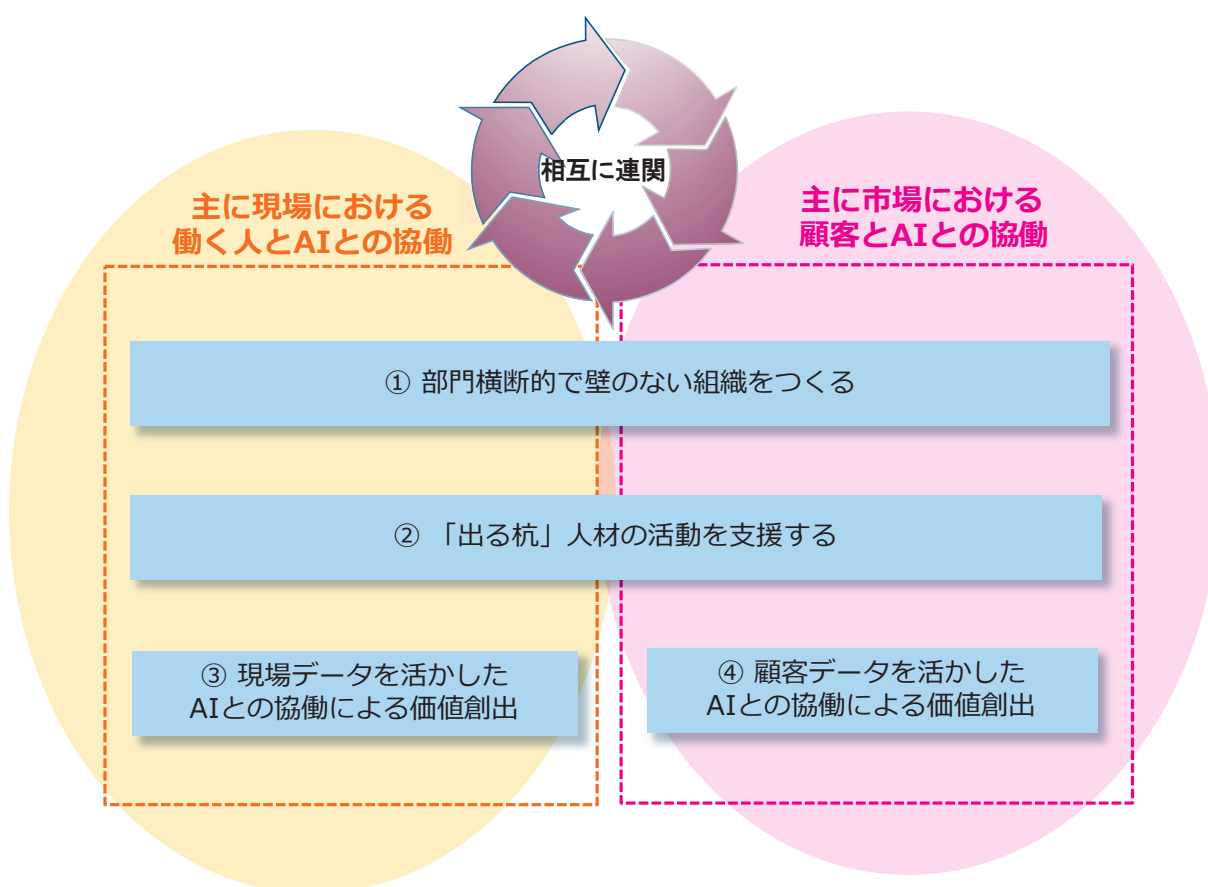 相互に連関
主に現場における
働く人とAIとの協働
主に市場における
顧客とAIとの協働
① 部門横断的で壁のない組織をつくる
② 「出る杭」人材の活動を支援する
③ 現場データを活かした
AIとの協働による価値創出
④ 顧客データを活かした
AIとの協働による価値創出